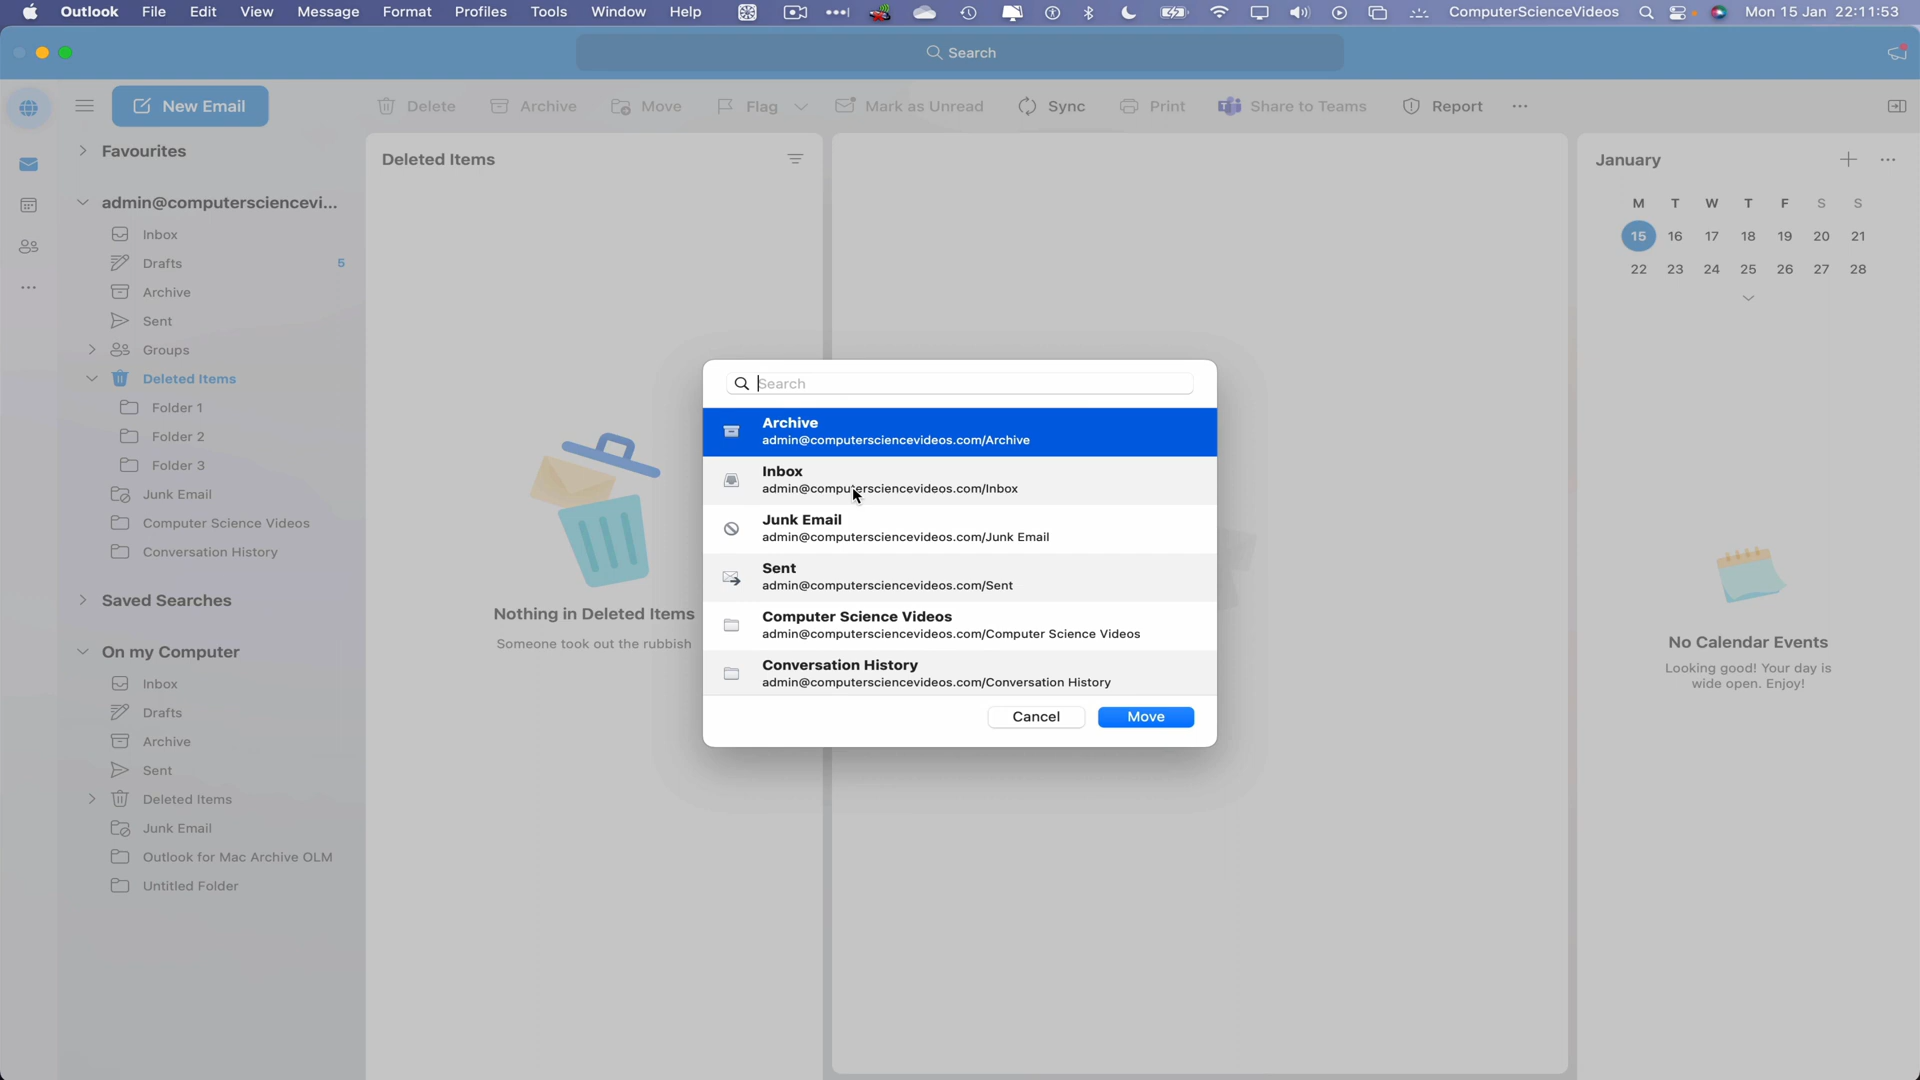 Outlook File Edit View Message Format Profiles Tools Window Help ComputerScienceVideos Mon 15 Jan 22:11:53
Search
New Email Delete Archive Move Flag Mark as Unread Sync Print Share to Teams Report
Favourites
admin@computersciencevi...
Inbox
Drafts 5
Archive
Sent
Groups
Deleted Items
Folder 1
Folder 2
Folder 3
Junk Email
Computer Science Videos
Conversation History
Saved Searches
On my Computer
Inbox
Drafts
Archive
Sent
Deleted Items
Junk Email
Outlook for Mac Archive OLM
Untitled Folder
Deleted Items
Nothing in Deleted Items
Someone took out the rubbish
Search
Archive
admin@computersciencevideos.com/Archive
Inbox
admin@computersciencevideos.com/Inbox
Junk Email
admin@computersciencevideos.com/Junk Email
Sent
admin@computersciencevideos.com/Sent
Computer Science Videos
admin@computersciencevideos.com/Computer Science Videos
Conversation History
admin@computersciencevideos.com/Conversation History
Cancel Move
January
M T W T F S S
15 16 17 18 19 20 21
22 23 24 25 26 27 28
No Calendar Events
Looking good! Your day is
wide open. Enjoy!